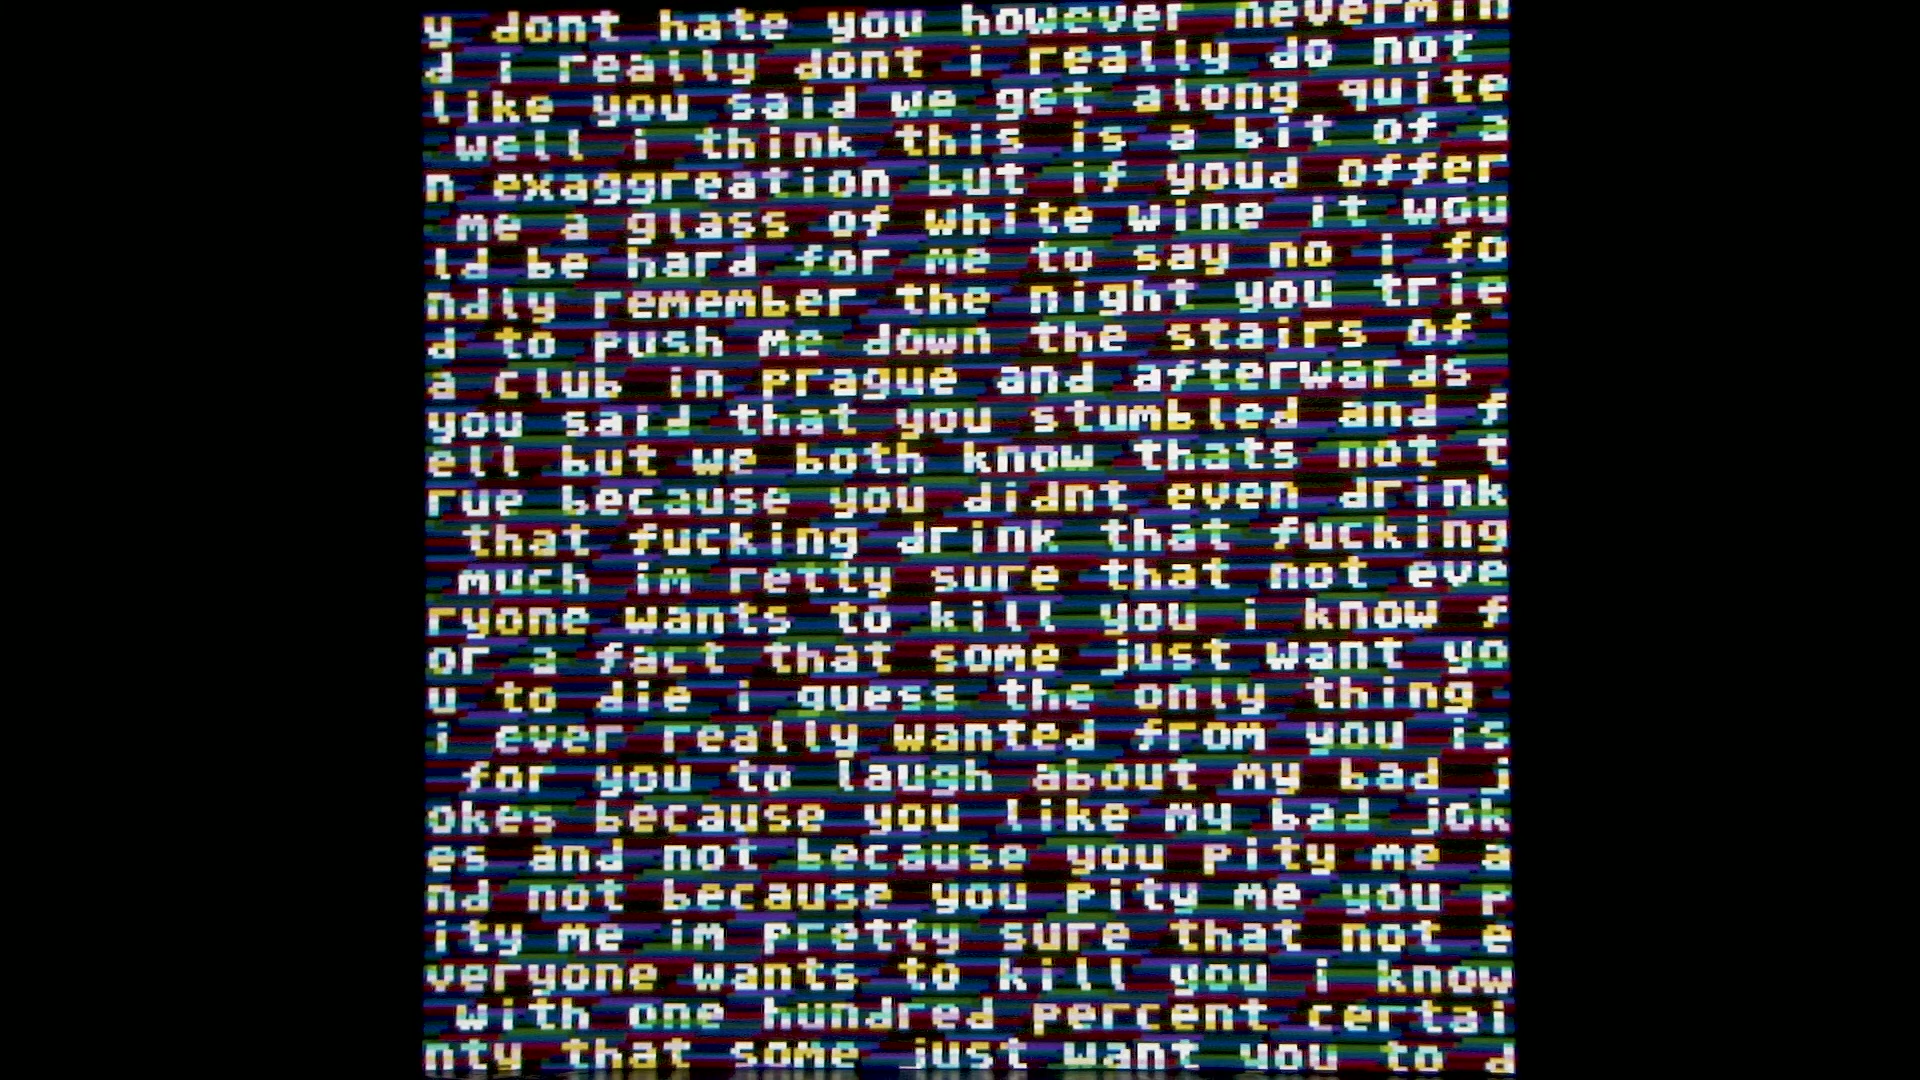 y dont hate you however nevermin
d i really dont i really do not
like you said we get along quite
well i think this is a bit of a
n exaggreation but if youd offer
me a glass of white wine it wou
ld be hard for me to say no i fo
ndly remember the night you trie
d to push me down the stairs of
a club in prague and afterwards
you said that you stumbled and f
ell but we both know thats not t
rue because you didnt even drink
that fucking drink that fucking
much im retty sure that not eve
ryone wants to kill you i know f
or a fact that some just want yo
u to die i guess the only thing
i ever really wanted from you is
for you to laugh about my bad j
okes because you like my bad jok
es and not because you pity me a
nd not because you pity me you p
ity me im pretty sure that not e
veryone wants to kill you i know
with one hundred percent certai
nty that some just want you to d